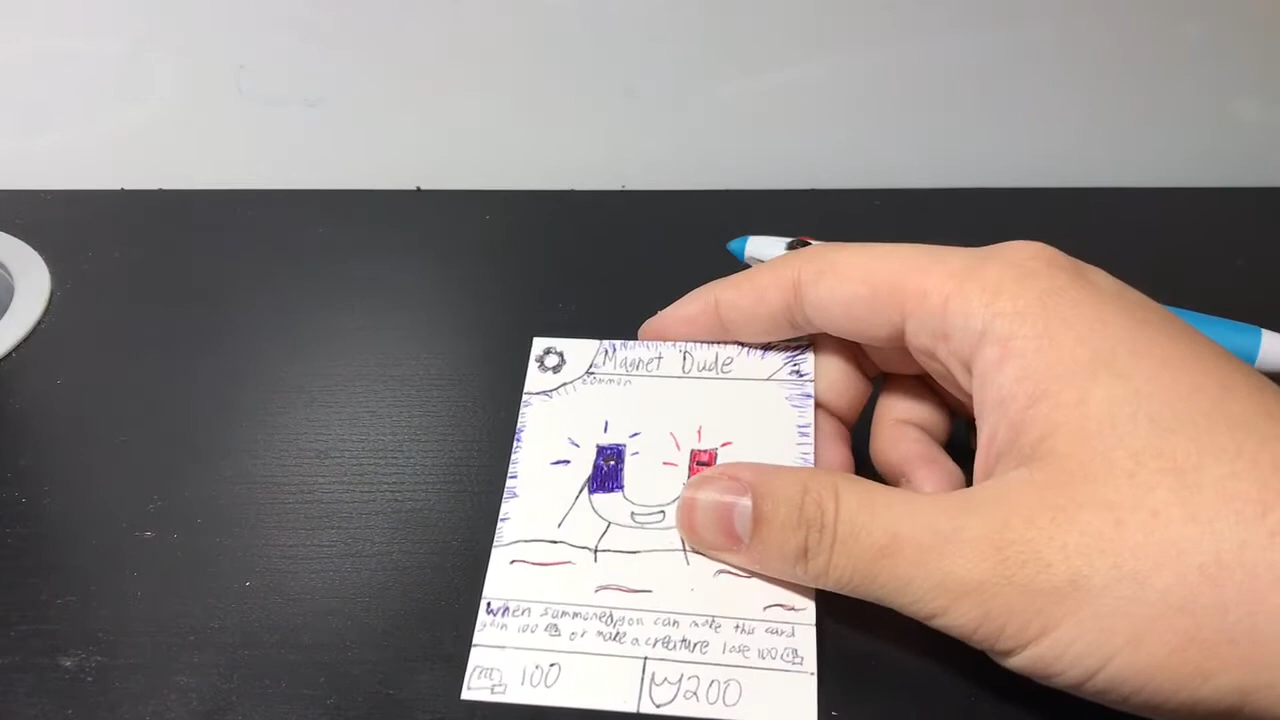 Magnet Dude
common
When summoned, you can make this card
gain 100 or make a creature lose 100
100
200